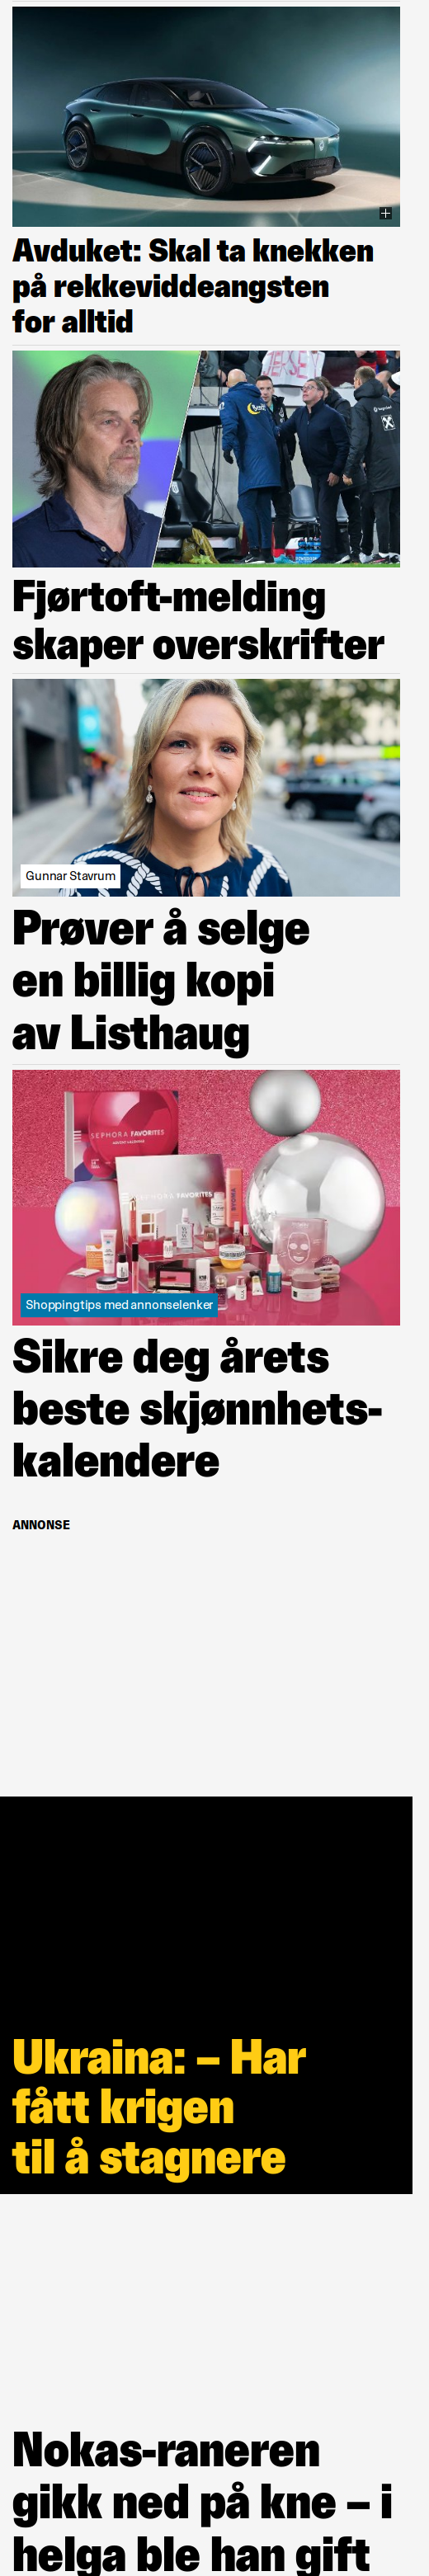 Avduket: Skal ta knekken
på rekkeviddeangsten
for alltid
Fjørtoft-melding
skaper overskrifter
Gunnar Stavrum
Prøver å selge
en billig kopi
av Listhaug
SEPHORA FAVORITES
SEPHORA FAVORITES
Shoppingtips med annonselenker
Sikre deg årets
beste skjønnhets-
kalendere
ANNONSE
Ukraina: – Har
fått krigen
til å stagnere
Nokas-raneren
gikk ned på kne – i
helga ble han gift